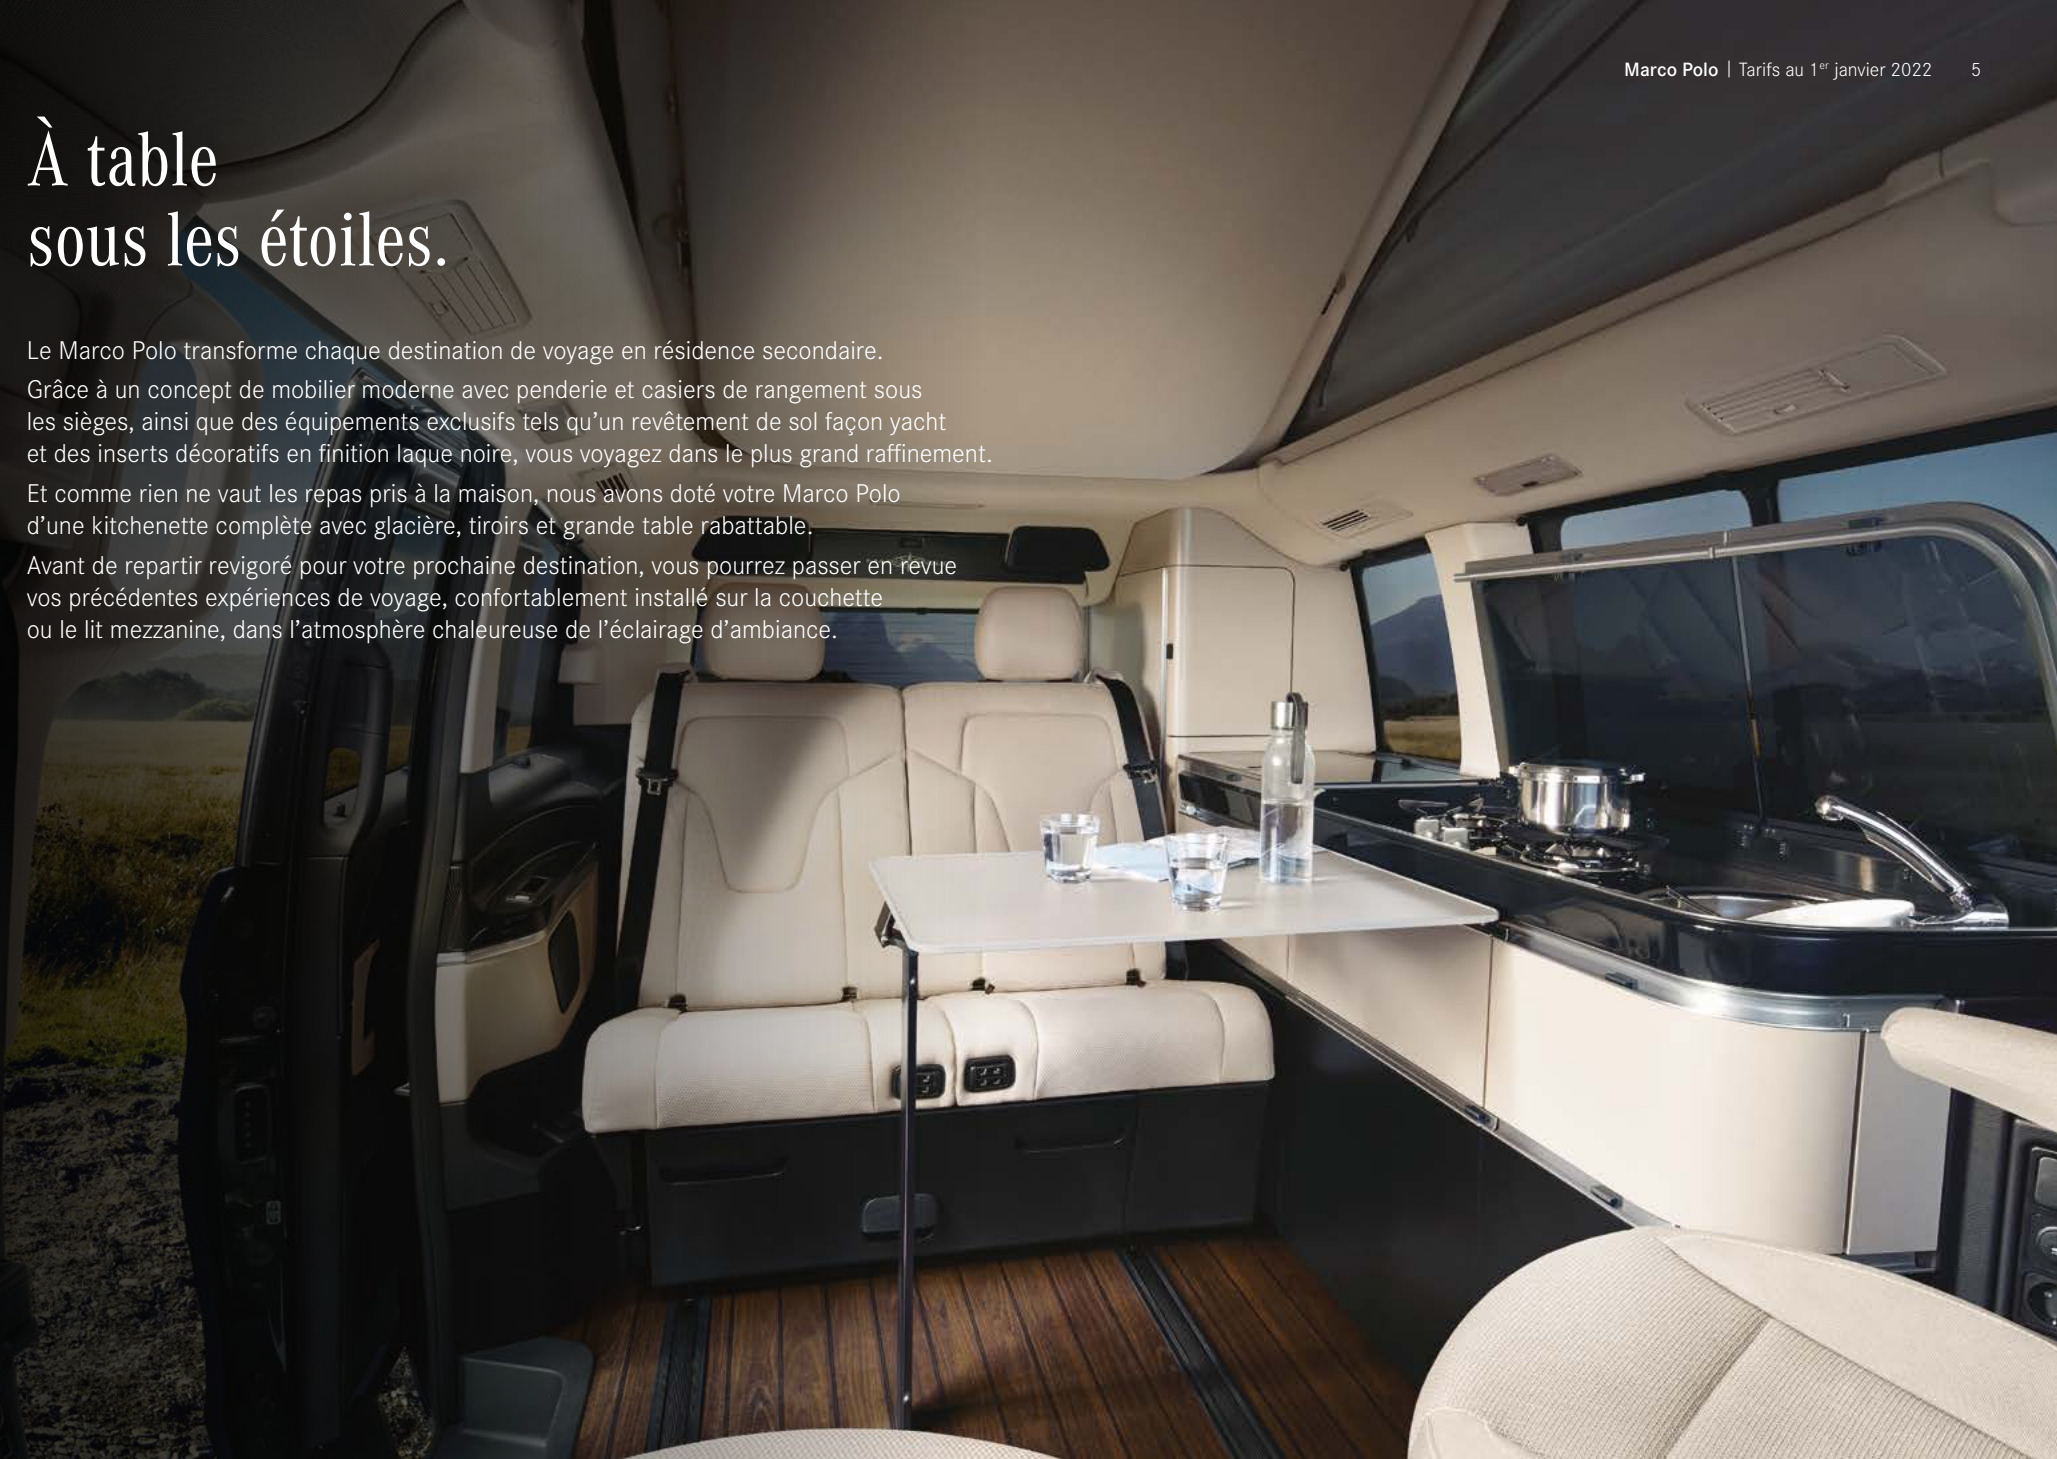 Marco Polo | Tarifs au 1er janvier 2022 5
À table
sous les étoiles.
Le Marco Polo transforme chaque destination de voyage en résidence secondaire.
Grâce à un concept de mobilier moderne avec penderie et casiers de rangement sous
les sièges, ainsi que des équipements exclusifs tels qu’un revêtement de sol façon yacht
et des inserts décoratifs en finition laque noire, vous voyagez dans le plus grand raffinement.
Et comme rien ne vaut les repas pris à la maison, nous avons doté votre Marco Polo
d’une kitchenette complète avec glacière, tiroirs et grande table rabattable.
Avant de repartir revigoré pour votre prochaine destination, vous pourrez passer en revue
vos précédentes expériences de voyage, confortablement installé sur la couchette
ou le lit mezzanine, dans l’atmosphère chaleureuse de l’éclairage d’ambiance.